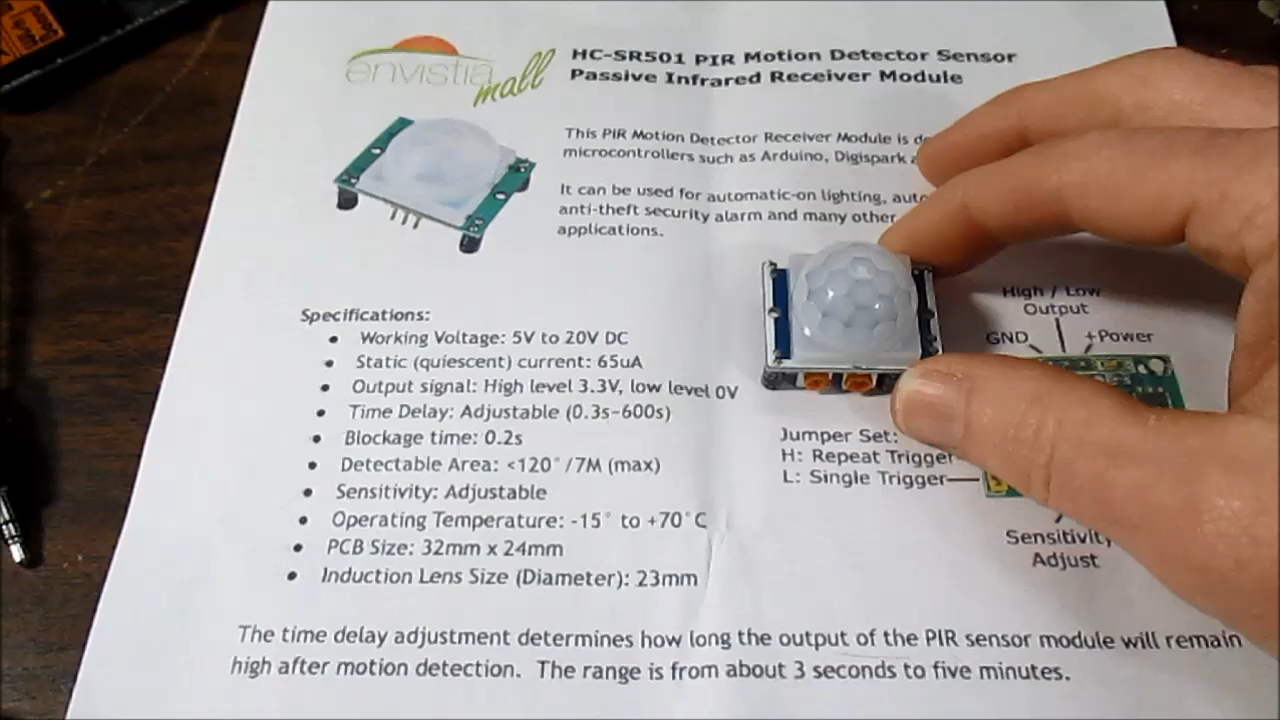 envistia
mall
HC-SR501 PIR Motion Detector Sensor
Passive Infrared Receiver Module
This PIR Motion Detector Receiver Module is
microcontrollers such as Arduino, Digispark
It can be used for automatic-on lighting,
anti-theft security alarm and many other
applications.
Specifications:
• Working Voltage: 5V to 20V DC
• Static (quiescent) current: 65uA
• Output signal: High level 3.3V, low level 0V
• Time Delay: Adjustable (0.3s~600s)
• Blockage time: 0.2s
• Detectable Area: <120°/7M (max)
• Sensitivity: Adjustable
• Operating Temperature: -15° to +70°C
• PCB Size: 32mm x 24mm
• Induction Lens Size (Diameter): 23mm
High / Low
Output
GND
+Power
Jumper Set:
H: Repeat Trigger
L: Single Trigger
Sensitivity
Adjust
The time delay adjustment determines how long the output of the PIR sensor module will remain
high after motion detection. The range is from about 3 seconds to five minutes.